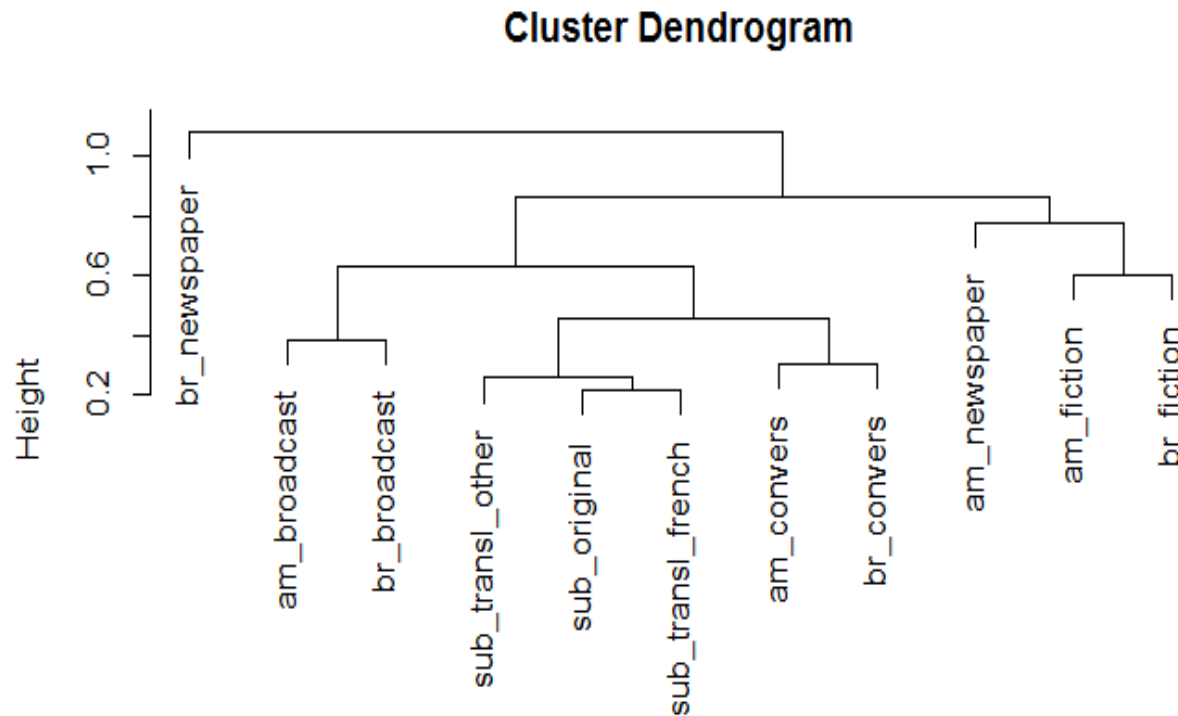 Cluster Dendrogram
Height
1.0
0.6
0.2
br_newspaper
am_broadcast
br_broadcast
sub_transl_other
sub_original
sub_transl_french
am_convers
br_convers
am_newspaper
am_fiction
br_fiction